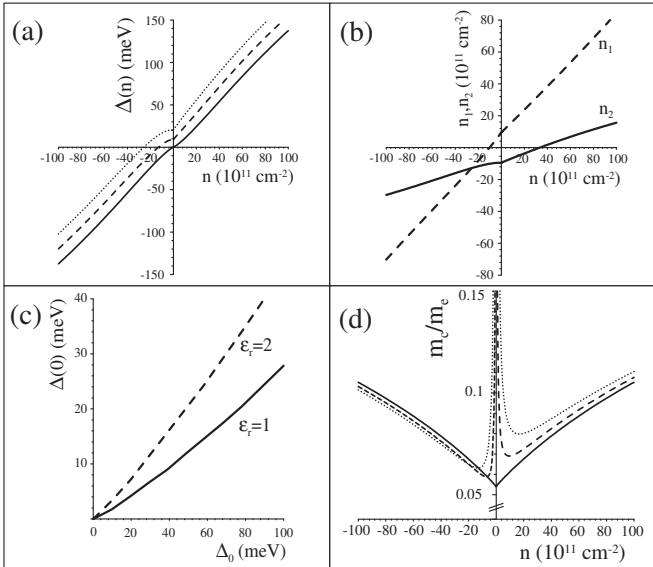 (a)
Δ(n) (meV)
150
100
50
0
-50
-100
-150
-100 -80 -60 -40 -20 0 20 40 60 80 100
n (10¹¹ cm⁻²)
(b)
n₁,n₂ (10¹¹ cm⁻²)
80
60
40
20
0
-20
-40
-60
-80
-100 -80 -60 -40 -20 0 20 40 60 80 100
n (10¹¹ cm⁻²)
n₁
n₂
(c)
Δ(0) (meV)
40
30
20
10
0 20 40 60 80 100
Δ₀ (meV)
εᵣ=2
εᵣ=1
(d)
m_c/m_e
0.15
0.1
0.05
-100 -80 -60 -40 -20 0 20 40 60 80 100
n (10¹¹ cm⁻²)